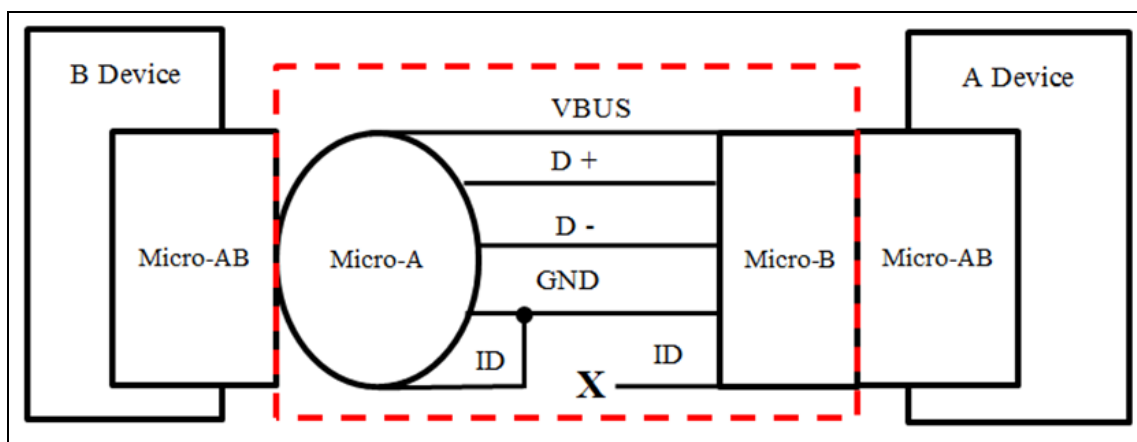 B Device
A Device
VBUS
D +
D -
Micro-AB
Micro-A
Micro-B
Micro-AB
GND
ID
ID
X